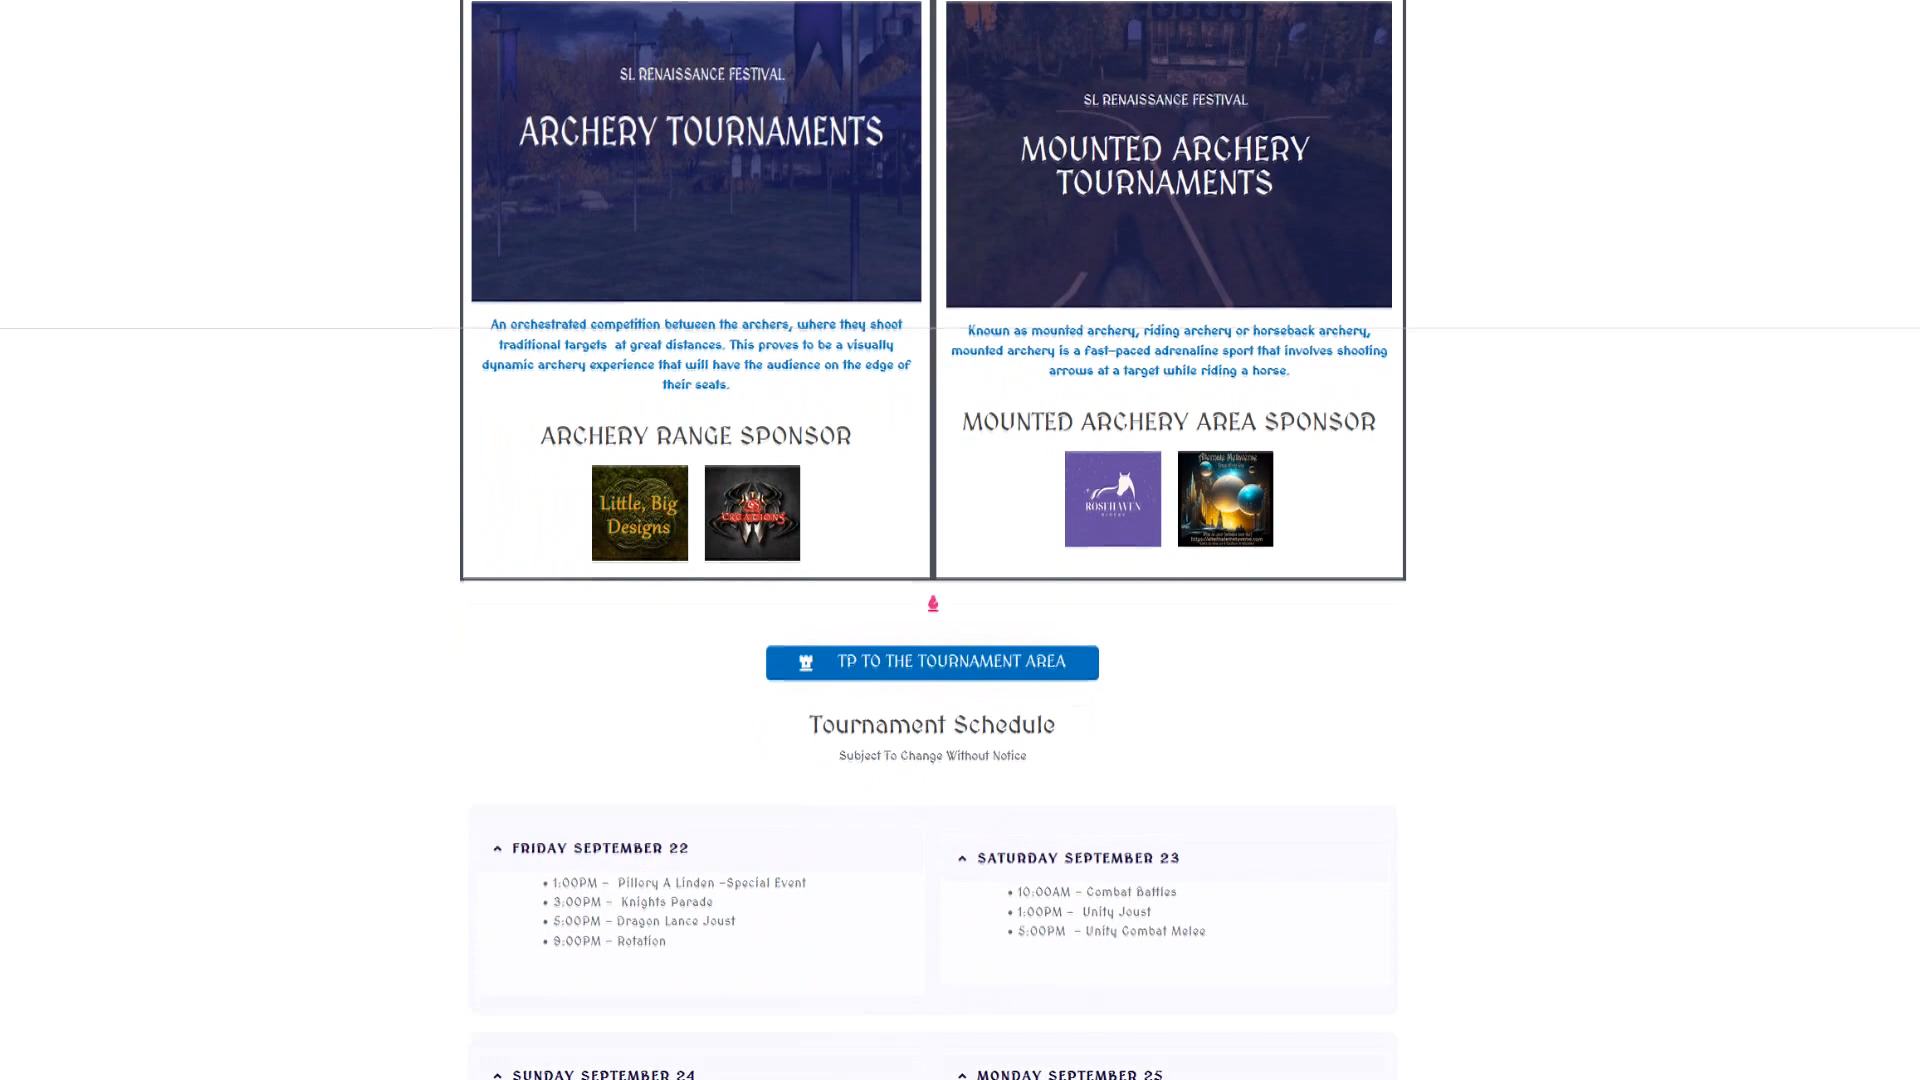 SL RENAISSANCE FESTIVAL
ARCHERY TOURNAMENTS
An orchestrated competition between the archers, where they shoot
traditional targets at great distances. This proves to be a visually
dynamic archery experience that will have the audience on the edge of
their seats.
ARCHERY RANGE SPONSOR
Little, Big
Designs
CREATIONS
SL RENAISSANCE FESTIVAL
MOUNTED ARCHERY
TOURNAMENTS
Known as mounted archery, riding archery or horseback archery,
mounted archery is a fast-paced adrenaline sport that involves shooting
arrows at a target while riding a horse.
MOUNTED ARCHERY AREA SPONSOR
ROSEHAVEN
Alternate Metaverse
TP TO THE TOURNAMENT AREA
Tournament Schedule
Subject To Change Without Notice
FRIDAY SEPTEMBER 22
• 1:00PM – Pillory A Linden –Special Event
• 3:00PM – Knights Parade
• 5:00PM – Dragon Lance Joust
• 9:00PM – Rotation
SATURDAY SEPTEMBER 23
• 10:00AM – Combat Battles
• 1:00PM – Unity Joust
• 5:00PM – Unity Combat Melee
SUNDAY SEPTEMBER 24
MONDAY SEPTEMBER 25